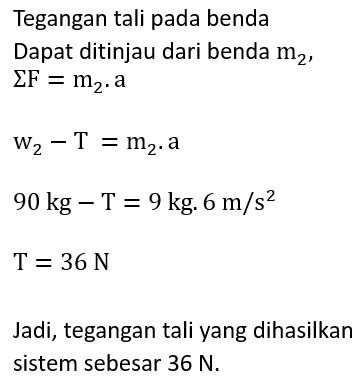 Tegangan tali pada benda
Dapat ditinjau dari benda m₂,
ΣF = m₂. a
w₂ − T = m₂. a
90 kg − T = 9 kg. 6 m/s²
T = 36 N
Jadi, tegangan tali yang dihasilkan
sistem sebesar 36 N.